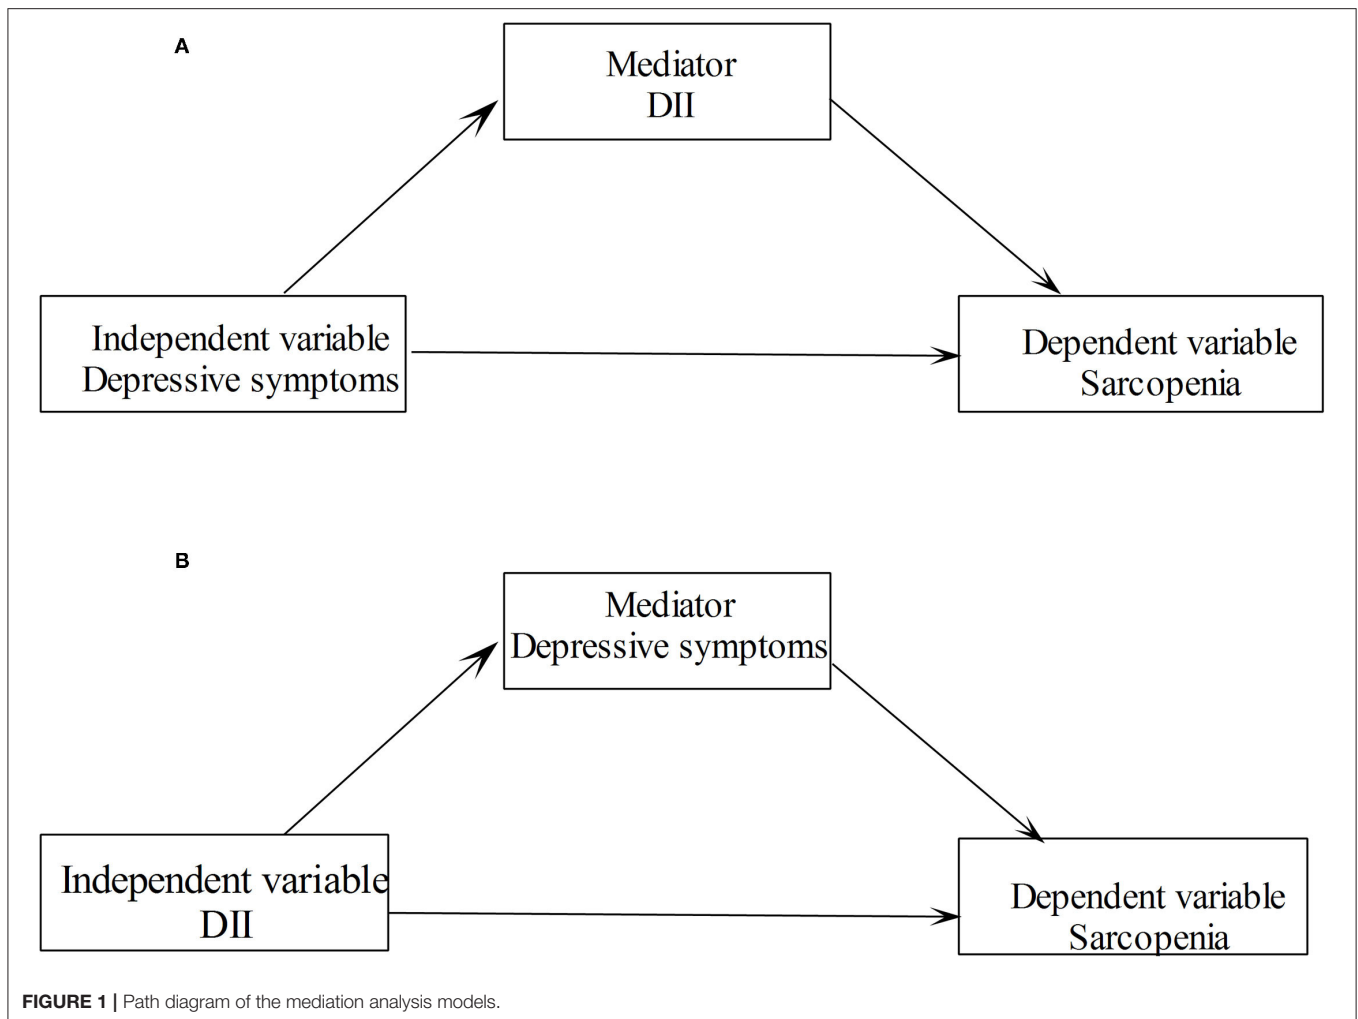 A
Mediator
DII
Independent variable
Depressive symptoms
Dependent variable
Sarcopenia
B
Mediator
Depressive symptoms
Independent variable
DII
Dependent variable
Sarcopenia
FIGURE 1 | Path diagram of the mediation analysis models.